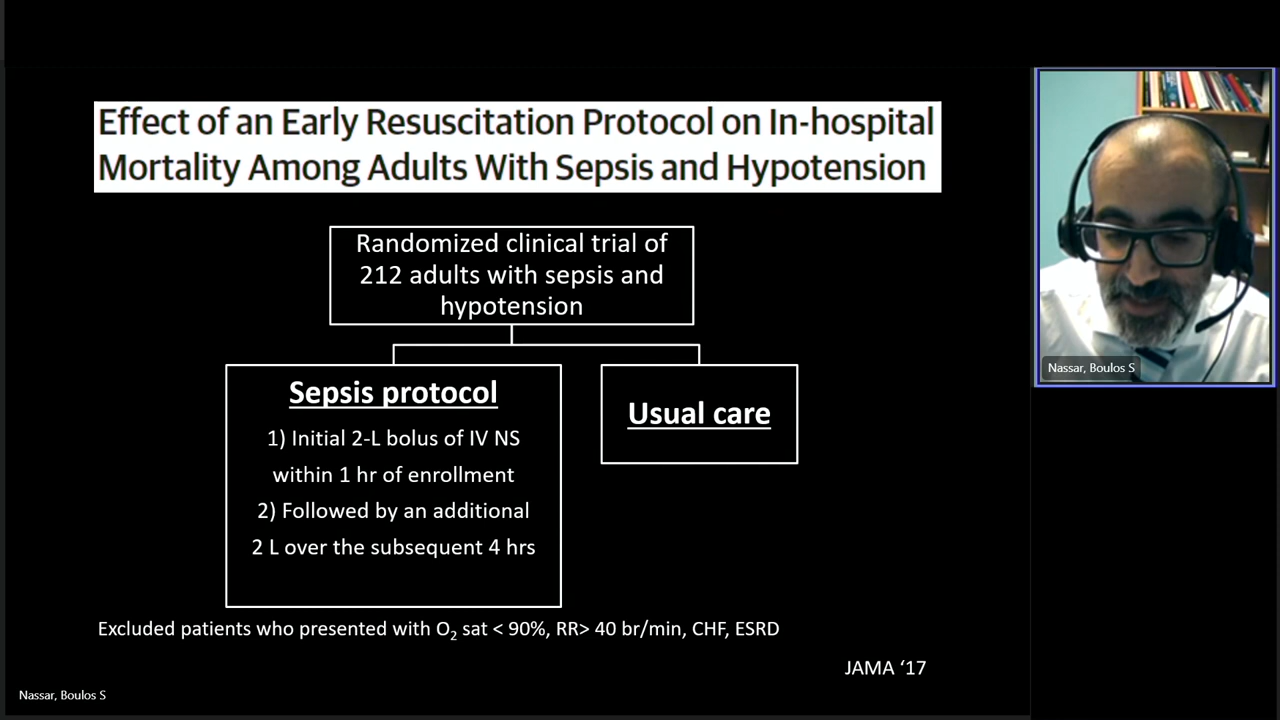 Effect of an Early Resuscitation Protocol on In-hospital
Mortality Among Adults With Sepsis and Hypotension
Randomized clinical trial of
212 adults with sepsis and
hypotension
Sepsis protocol
1) Initial 2-L bolus of IV NS
within 1 hr of enrollment
2) Followed by an additional
2 L over the subsequent 4 hrs
Usual care
Excluded patients who presented with O₂ sat < 90%, RR> 40 br/min, CHF, ESRD
JAMA ‘17
Nassar, Boulos S
Nassar, Boulos S